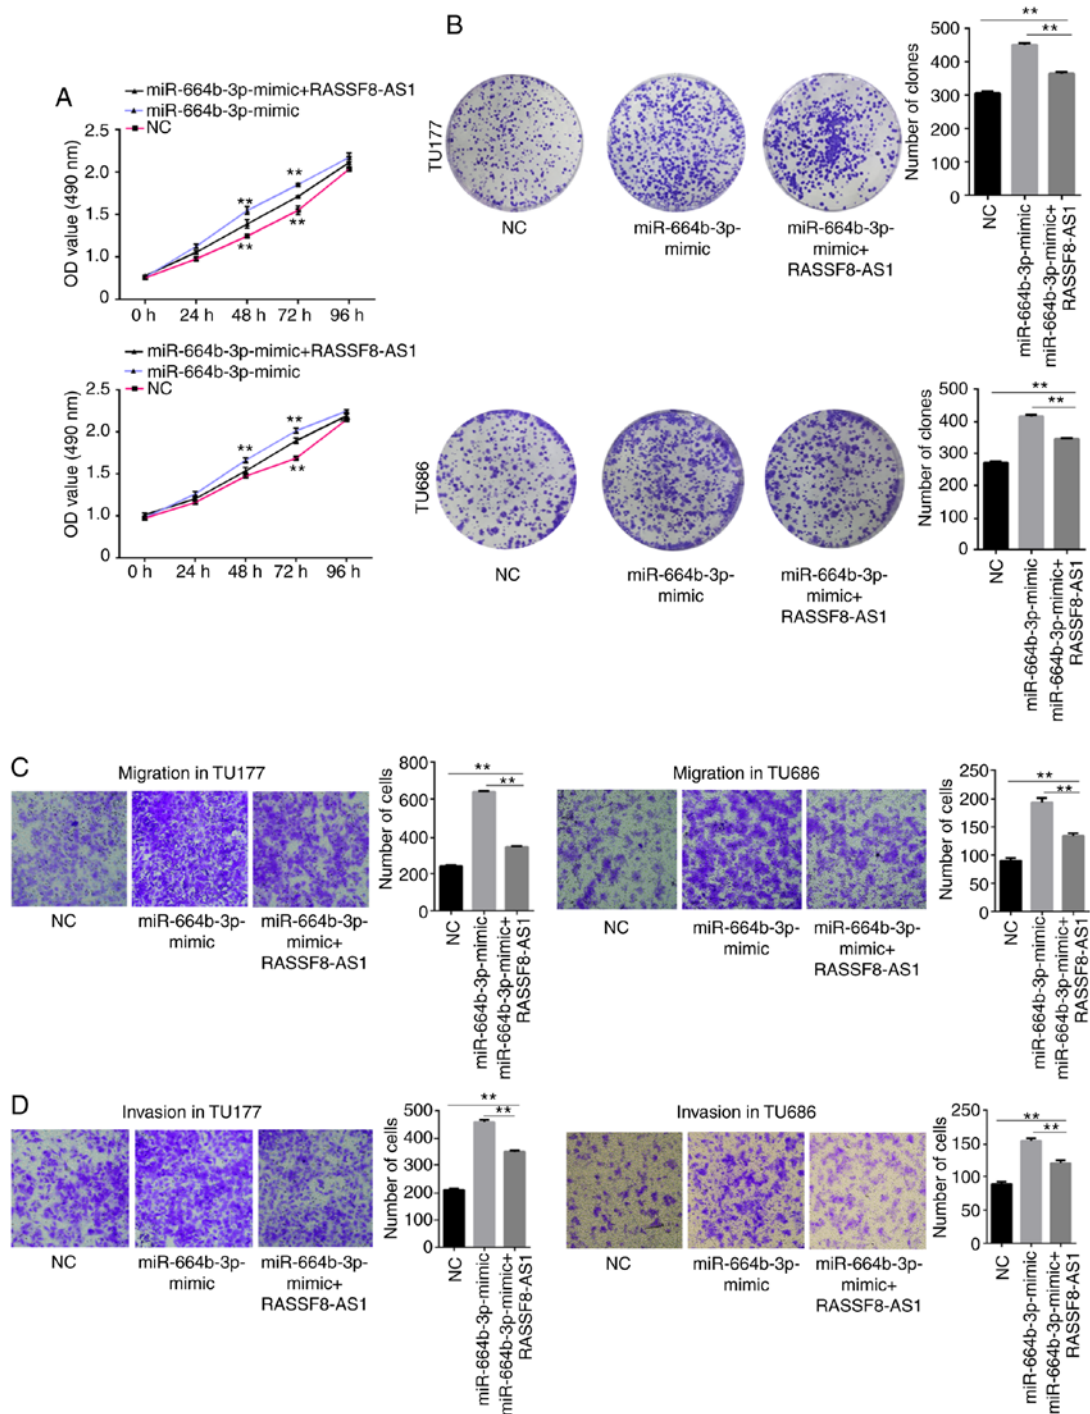 A
miR-664b-3p-mimic+RASSF8-AS1
miR-664b-3p-mimic
NC
OD value (490 nm)
2.5
2.0
1.5
1.0
0
**
**
**
**
0 h
24 h
48 h
72 h
96 h
miR-664b-3p-mimic+RASSF8-AS1
miR-664b-3p-mimic
NC
OD value (490 nm)
2.5
2.0
1.5
1.0
0
**
**
**
0 h
24 h
48 h
72 h
96 h
B
TU177
NC
miR-664b-3p-
mimic
miR-664b-3p-
mimic+
RASSF8-AS1
Number of clones
500
400
300
200
100
0
**
**
NC
miR-664b-3p-mimic
miR-664b-3p-mimic+
RASSF8-AS1
TU686
NC
miR-664b-3p-
mimic
miR-664b-3p-
mimic+
RASSF8-AS1
Number of clones
500
400
300
200
100
0
**
**
NC
miR-664b-3p-mimic
miR-664b-3p-mimic+
RASSF8-AS1
C
Migration in TU177
NC
miR-664b-3p-
mimic
miR-664b-3p-
mimic+
RASSF8-AS1
Number of cells
800
600
400
200
0
**
**
NC
miR-664b-3p-mimic
miR-664b-3p-mimic+
RASSF8-AS1
Migration in TU686
NC
miR-664b-3p-
mimic
miR-664b-3p-
mimic+
RASSF8-AS1
Number of cells
250
200
150
100
50
0
**
**
NC
miR-664b-3p-mimic
miR-664b-3p-mimic+
RASSF8-AS1
D
Invasion in TU177
NC
miR-664b-3p-
mimic
miR-664b-3p-
mimic+
RASSF8-AS1
Number of cells
500
400
300
200
100
0
**
**
NC
miR-664b-3p-mimic
miR-664b-3p-mimic+
RASSF8-AS1
Invasion in TU686
NC
miR-664b-3p-
mimic
miR-664b-3p-
mimic+
RASSF8-AS1
Number of cells
250
150
100
50
0
**
**
NC
miR-664b-3p-mimic
miR-664b-3p-mimic+
RASSF8-AS1